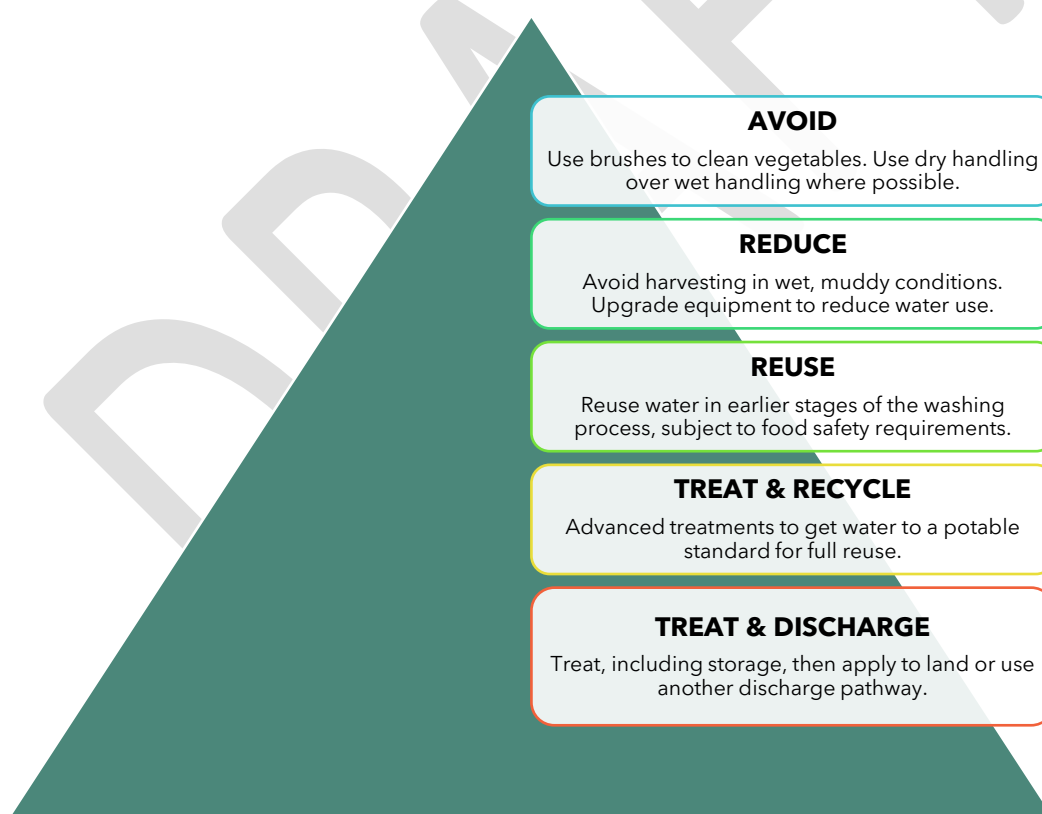 DRAFT
AVOID
Use brushes to clean vegetables. Use dry handling
over wet handling where possible.
REDUCE
Avoid harvesting in wet, muddy conditions.
Upgrade equipment to reduce water use.
REUSE
Reuse water in earlier stages of the washing
process, subject to food safety requirements.
TREAT & RECYCLE
Advanced treatments to get water to a potable
standard for full reuse.
TREAT & DISCHARGE
Treat, including storage, then apply to land or use
another discharge pathway.